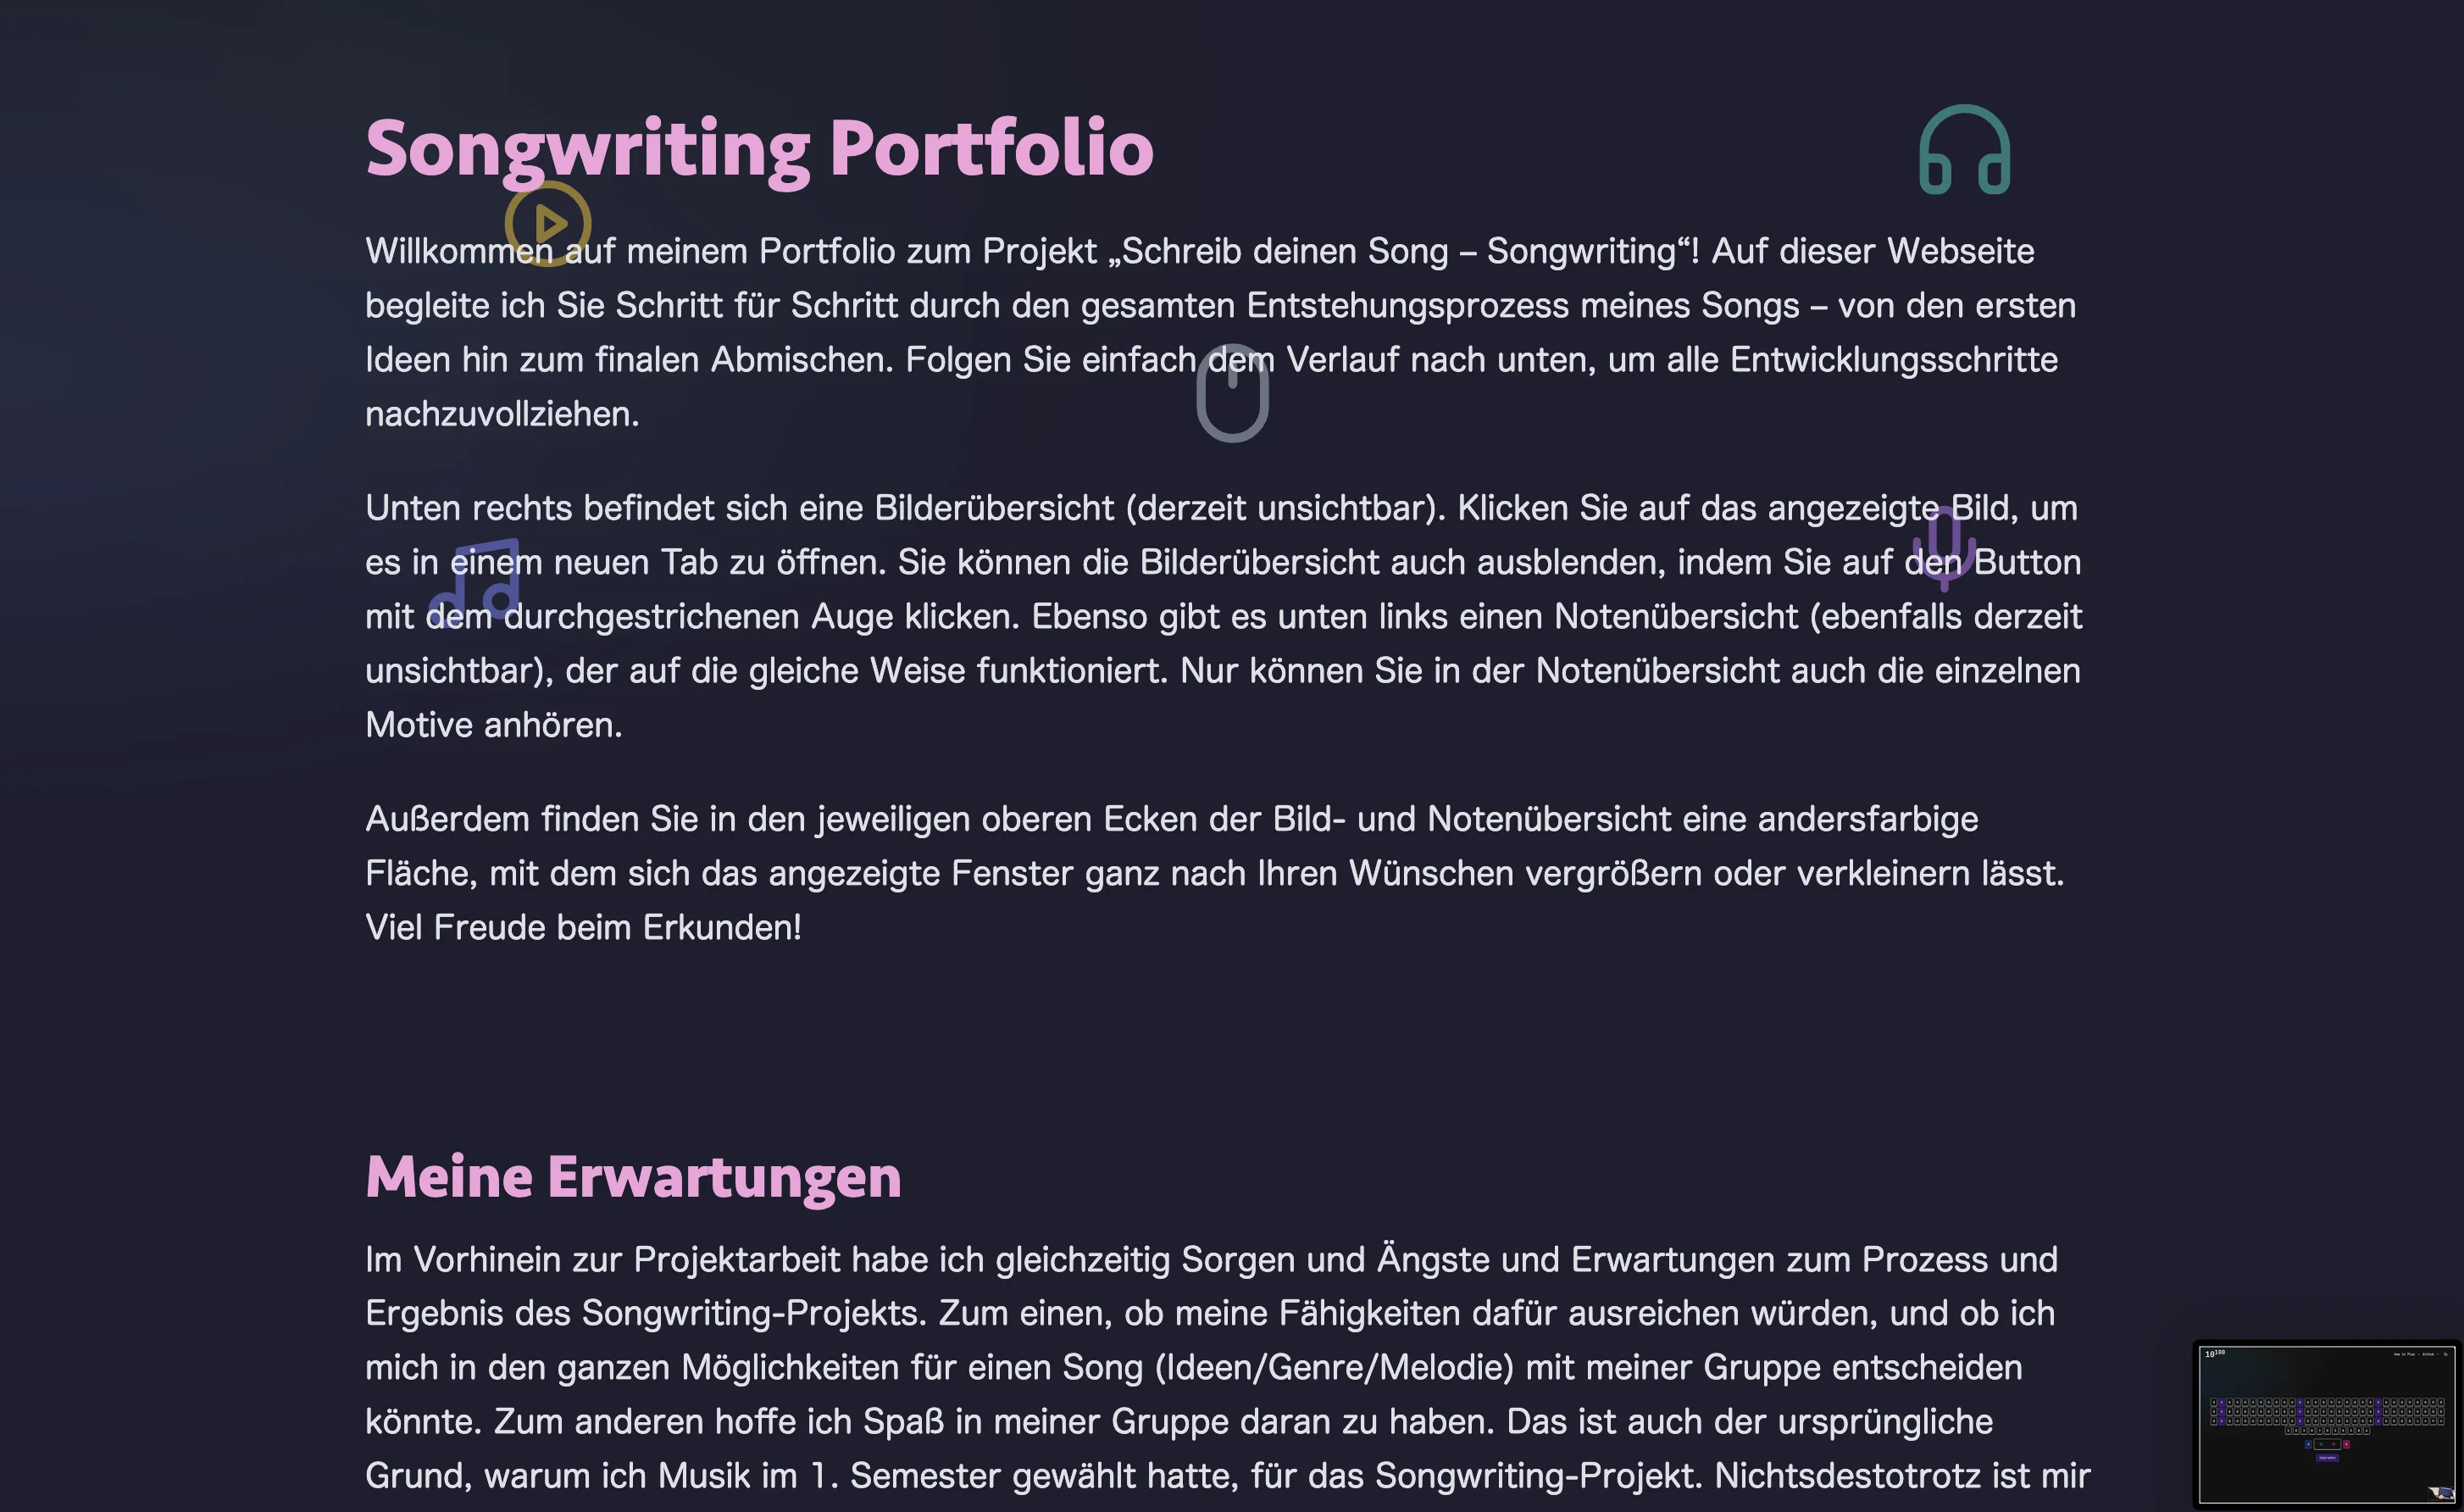 Songwriting Portfolio
Willkommen auf meinem Portfolio zum Projekt „Schreib deinen Song – Songwriting“! Auf dieser Webseite
begleite ich Sie Schritt für Schritt durch den gesamten Entstehungsprozess meines Songs – von den ersten
Ideen hin zum finalen Abmischen. Folgen Sie einfach dem Verlauf nach unten, um alle Entwicklungsschritte
nachzuvollziehen.
Unten rechts befindet sich eine Bilderübersicht (derzeit unsichtbar). Klicken Sie auf das angezeigte Bild, um
es in einem neuen Tab zu öffnen. Sie können die Bilderübersicht auch ausblenden, indem Sie auf den Button
mit dem durchgestrichenen Auge klicken. Ebenso gibt es unten links einen Notenübersicht (ebenfalls derzeit
unsichtbar), der auf die gleiche Weise funktioniert. Nur können Sie in der Notenübersicht auch die einzelnen
Motive anhören.
Außerdem finden Sie in den jeweiligen oberen Ecken der Bild- und Notenübersicht eine andersfarbige
Fläche, mit dem sich das angezeigte Fenster ganz nach Ihren Wünschen vergrößern oder verkleinern lässt.
Viel Freude beim Erkunden!
Meine Erwartungen
Im Vorhinein zur Projektarbeit habe ich gleichzeitig Sorgen und Ängste und Erwartungen zum Prozess und
Ergebnis des Songwriting-Projekts. Zum einen, ob meine Fähigkeiten dafür ausreichen würden, und ob ich
mich in den ganzen Möglichkeiten für einen Song (Ideen/Genre/Melodie) mit meiner Gruppe entscheiden
könnte. Zum anderen hoffe ich Spaß in meiner Gruppe daran zu haben. Das ist auch der ursprüngliche
Grund, warum ich Musik im 1. Semester gewählt hatte, für das Songwriting-Projekt. Nichtsdestotrotz ist mir
10¹⁰⁰